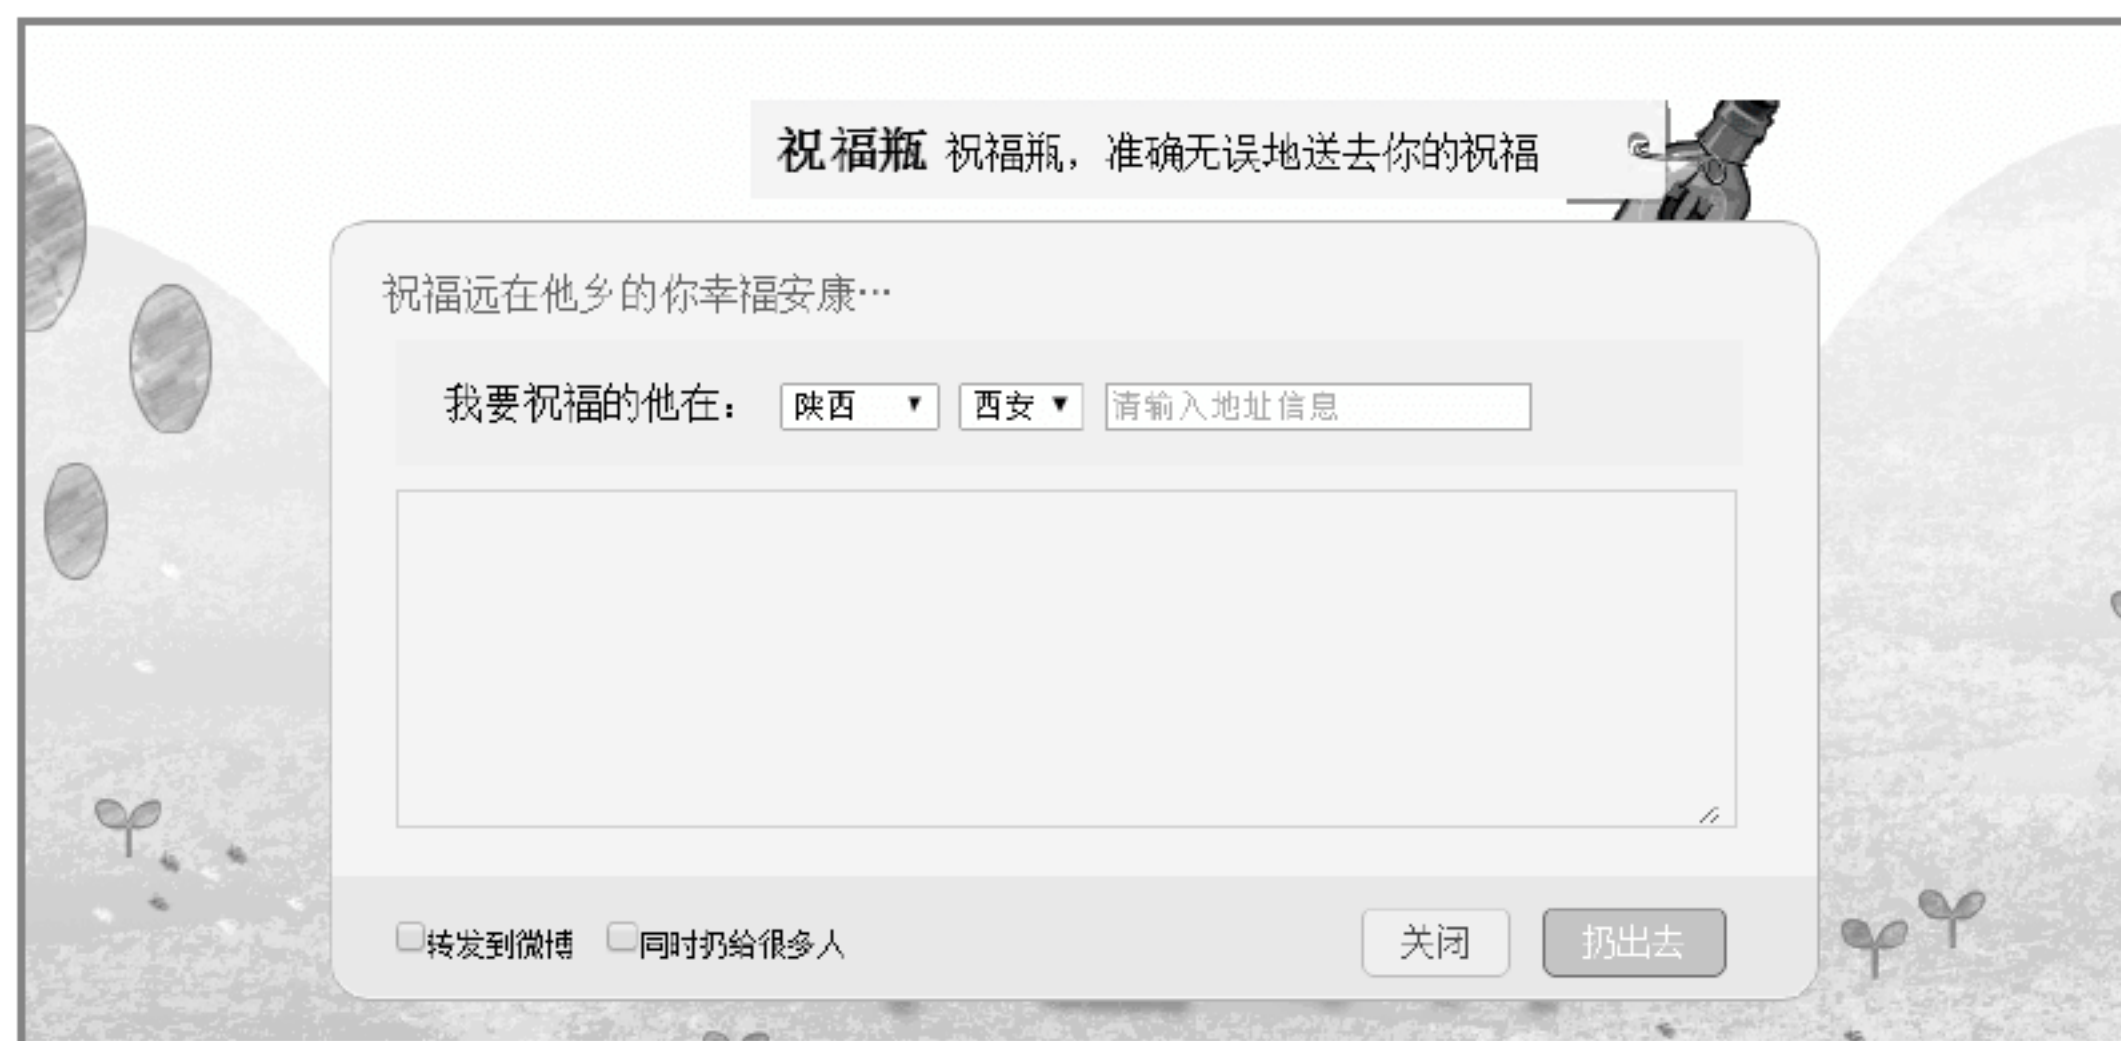 祝福瓶 祝福瓶，准确无误地送去你的祝福
祝福远在他乡的你幸福安康…
我要祝福的他在： 陕西 西安 请输入地址信息
转发到微博 同时扔给很多人 关闭 扔出去